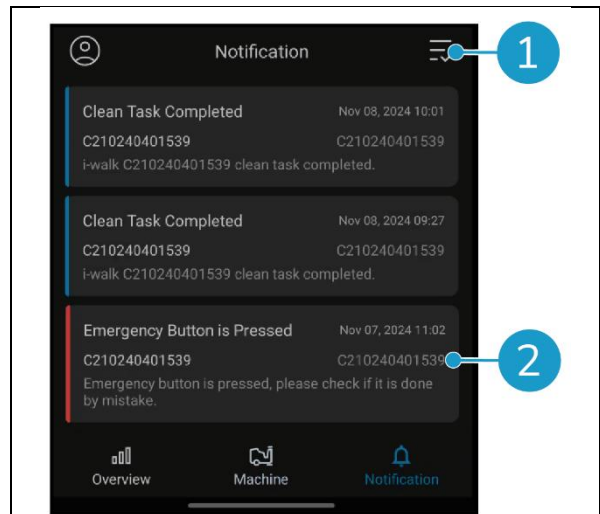 Notification
1
Clean Task Completed Nov 08, 2024 10:01
C210240401539 C210240401539
i-walk C210240401539 clean task completed.
Clean Task Completed Nov 08, 2024 09:27
C210240401539 C210240401539
i-walk C210240401539 clean task completed.
Emergency Button is Pressed Nov 07, 2024 11:02
C210240401539 C210240401539
2
Emergency button is pressed, please check if it is done
by mistake.
Overview Machine Notification